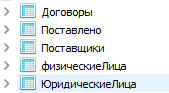 Договоры
Поставлено
Поставщики
физическиеЛица
ЮридическиеЛица